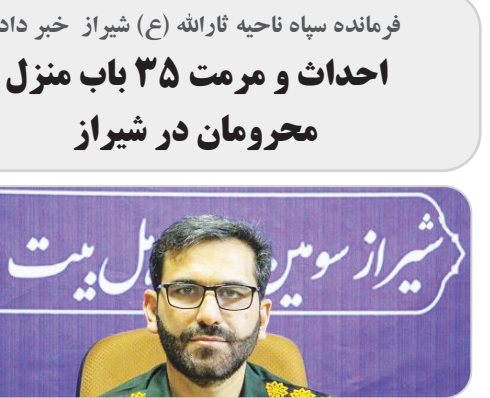 فرمانده سپاه ناحیه ثارالله (ع) شیراز خبر داد
احداث و مرمت ۳۵ باب منزل
محرومان در شیراز
شیراز سومین ل بیت